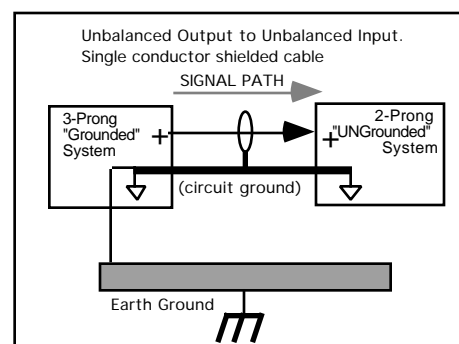 Unbalanced Output to Unbalanced Input.
Single conductor shielded cable
SIGNAL PATH
3-Prong
"Grounded"
System
+
2-Prong
"UNGrounded"
System
+
(circuit ground)
Earth Ground